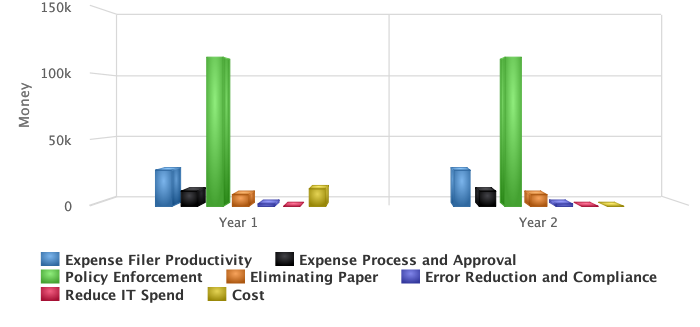 150k
100k
50k
0
Money
Year 1
Year 2
Expense Filer Productivity
Expense Process and Approval
Policy Enforcement
Eliminating Paper
Error Reduction and Compliance
Reduce IT Spend
Cost